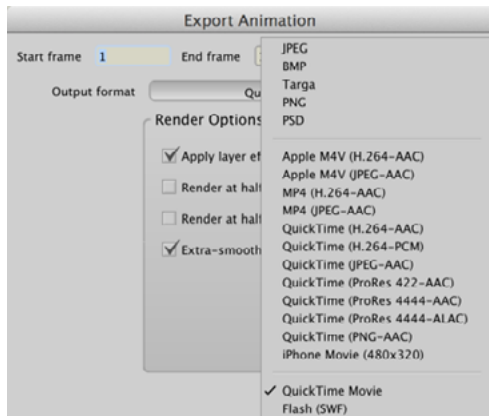 Export Animation
Start frame 1 End frame
Output format Qu
Render Options
Apply layer ef
Render at half
Render at half
Extra-smooth
JPEG
BMP
Targa
PNG
PSD
Apple M4V (H.264-AAC)
Apple M4V (JPEG-AAC)
MP4 (H.264-AAC)
MP4 (JPEG-AAC)
QuickTime (H.264-AAC)
QuickTime (H.264-PCM)
QuickTime (JPEG-AAC)
QuickTime (ProRes 422-AAC)
QuickTime (ProRes 4444-AAC)
QuickTime (ProRes 4444-ALAC)
QuickTime (PNG-AAC)
iPhone Movie (480x320)
✓ QuickTime Movie
Flash (SWF)